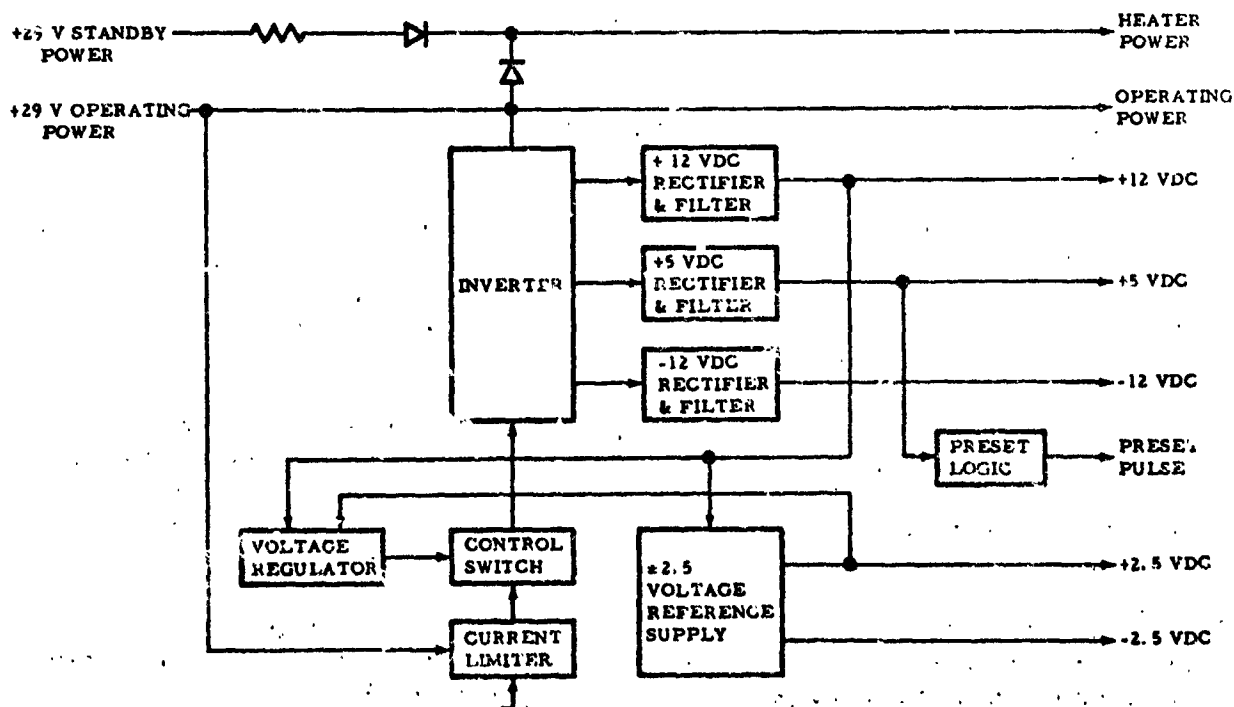 +29 V STANDBY
POWER
HEATER
POWER
+29 V OPERATING
POWER
OPERATING
POWER
INVERTER
+ 12 VDC
RECTIFIER
& FILTER
+12 VDC
+5 VDC
RECTIFIER
& FILTER
+5 VDC
-12 VDC
RECTIFIER
& FILTER
-12 VDC
PRESET
LOGIC
PRESET
PULSE
VOLTAGE
REGULATOR
CONTROL
SWITCH
±2.5
VOLTAGE
REFERENCE
SUPPLY
+2.5 VDC
-2.5 VDC
CURRENT
LIMITER